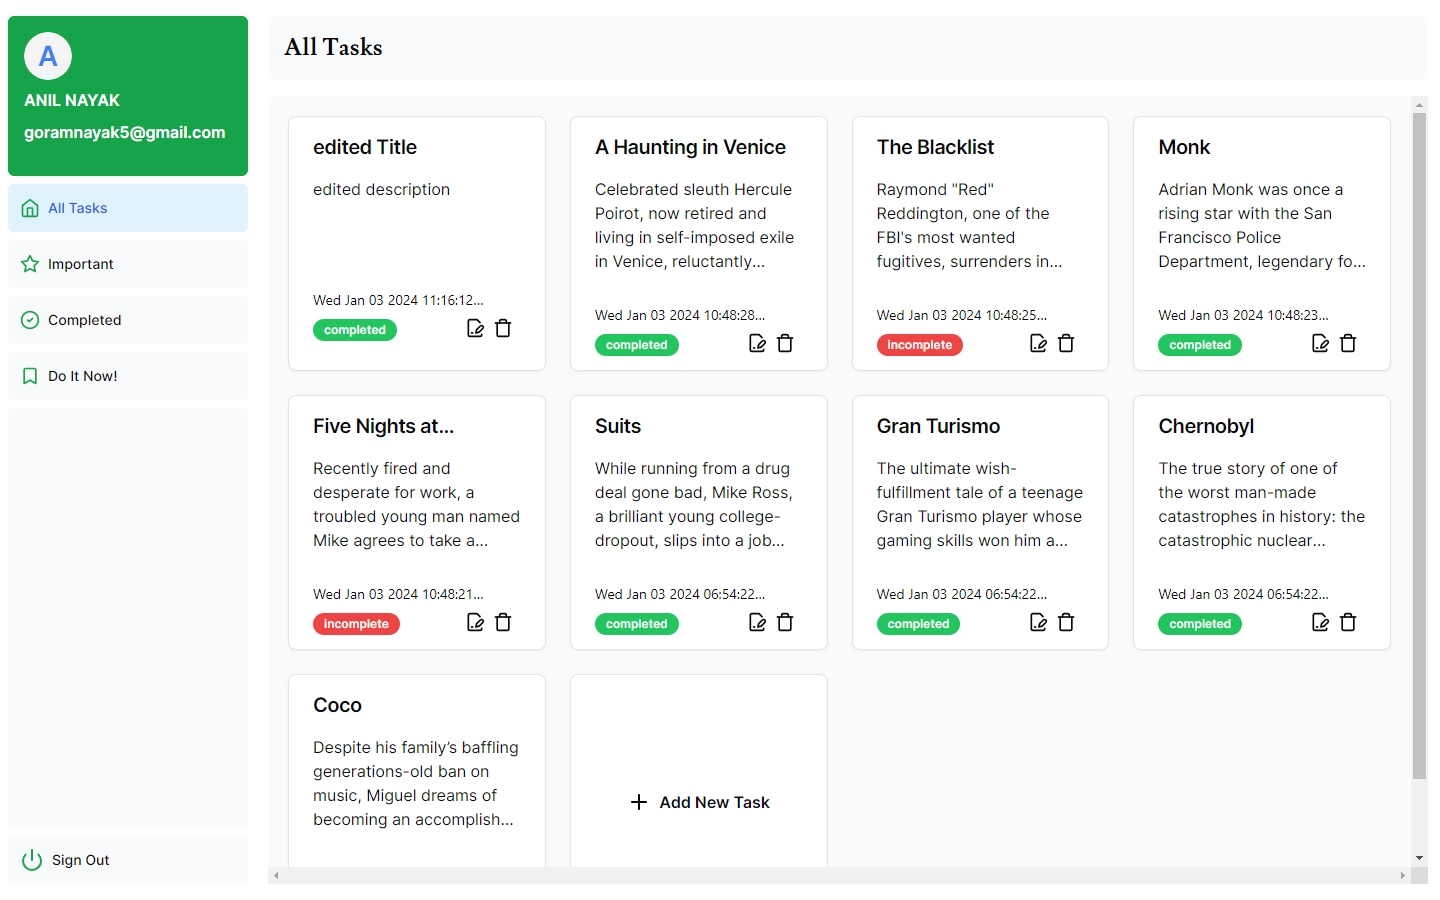 A
ANIL NAYAK
goramnayak5@gmail.com
All Tasks
Important
Completed
Do It Now!
Sign Out
All Tasks
edited Title
edited description
Wed Jan 03 2024 11:16:12...
completed
A Haunting in Venice
Celebrated sleuth Hercule
Poirot, now retired and
living in self-imposed exile
in Venice, reluctantly...
Wed Jan 03 2024 10:48:28...
completed
The Blacklist
Raymond "Red"
Reddington, one of the
FBI's most wanted
fugitives, surrenders in...
Wed Jan 03 2024 10:48:25...
incomplete
Monk
Adrian Monk was once a
rising star with the San
Francisco Police
Department, legendary fo...
Wed Jan 03 2024 10:48:23...
completed
Five Nights at...
Recently fired and
desperate for work, a
troubled young man named
Mike agrees to take a...
Wed Jan 03 2024 10:48:21...
incomplete
Suits
While running from a drug
deal gone bad, Mike Ross,
a brilliant young college-
dropout, slips into a job...
Wed Jan 03 2024 06:54:22...
completed
Gran Turismo
The ultimate wish-
fulfillment tale of a teenage
Gran Turismo player whose
gaming skills won him a...
Wed Jan 03 2024 06:54:22...
completed
Chernobyl
The true story of one of
the worst man-made
catastrophes in history: the
catastrophic nuclear...
Wed Jan 03 2024 06:54:22...
completed
Coco
Despite his family’s baffling
generations-old ban on
music, Miguel dreams of
becoming an accomplish...
Add New Task